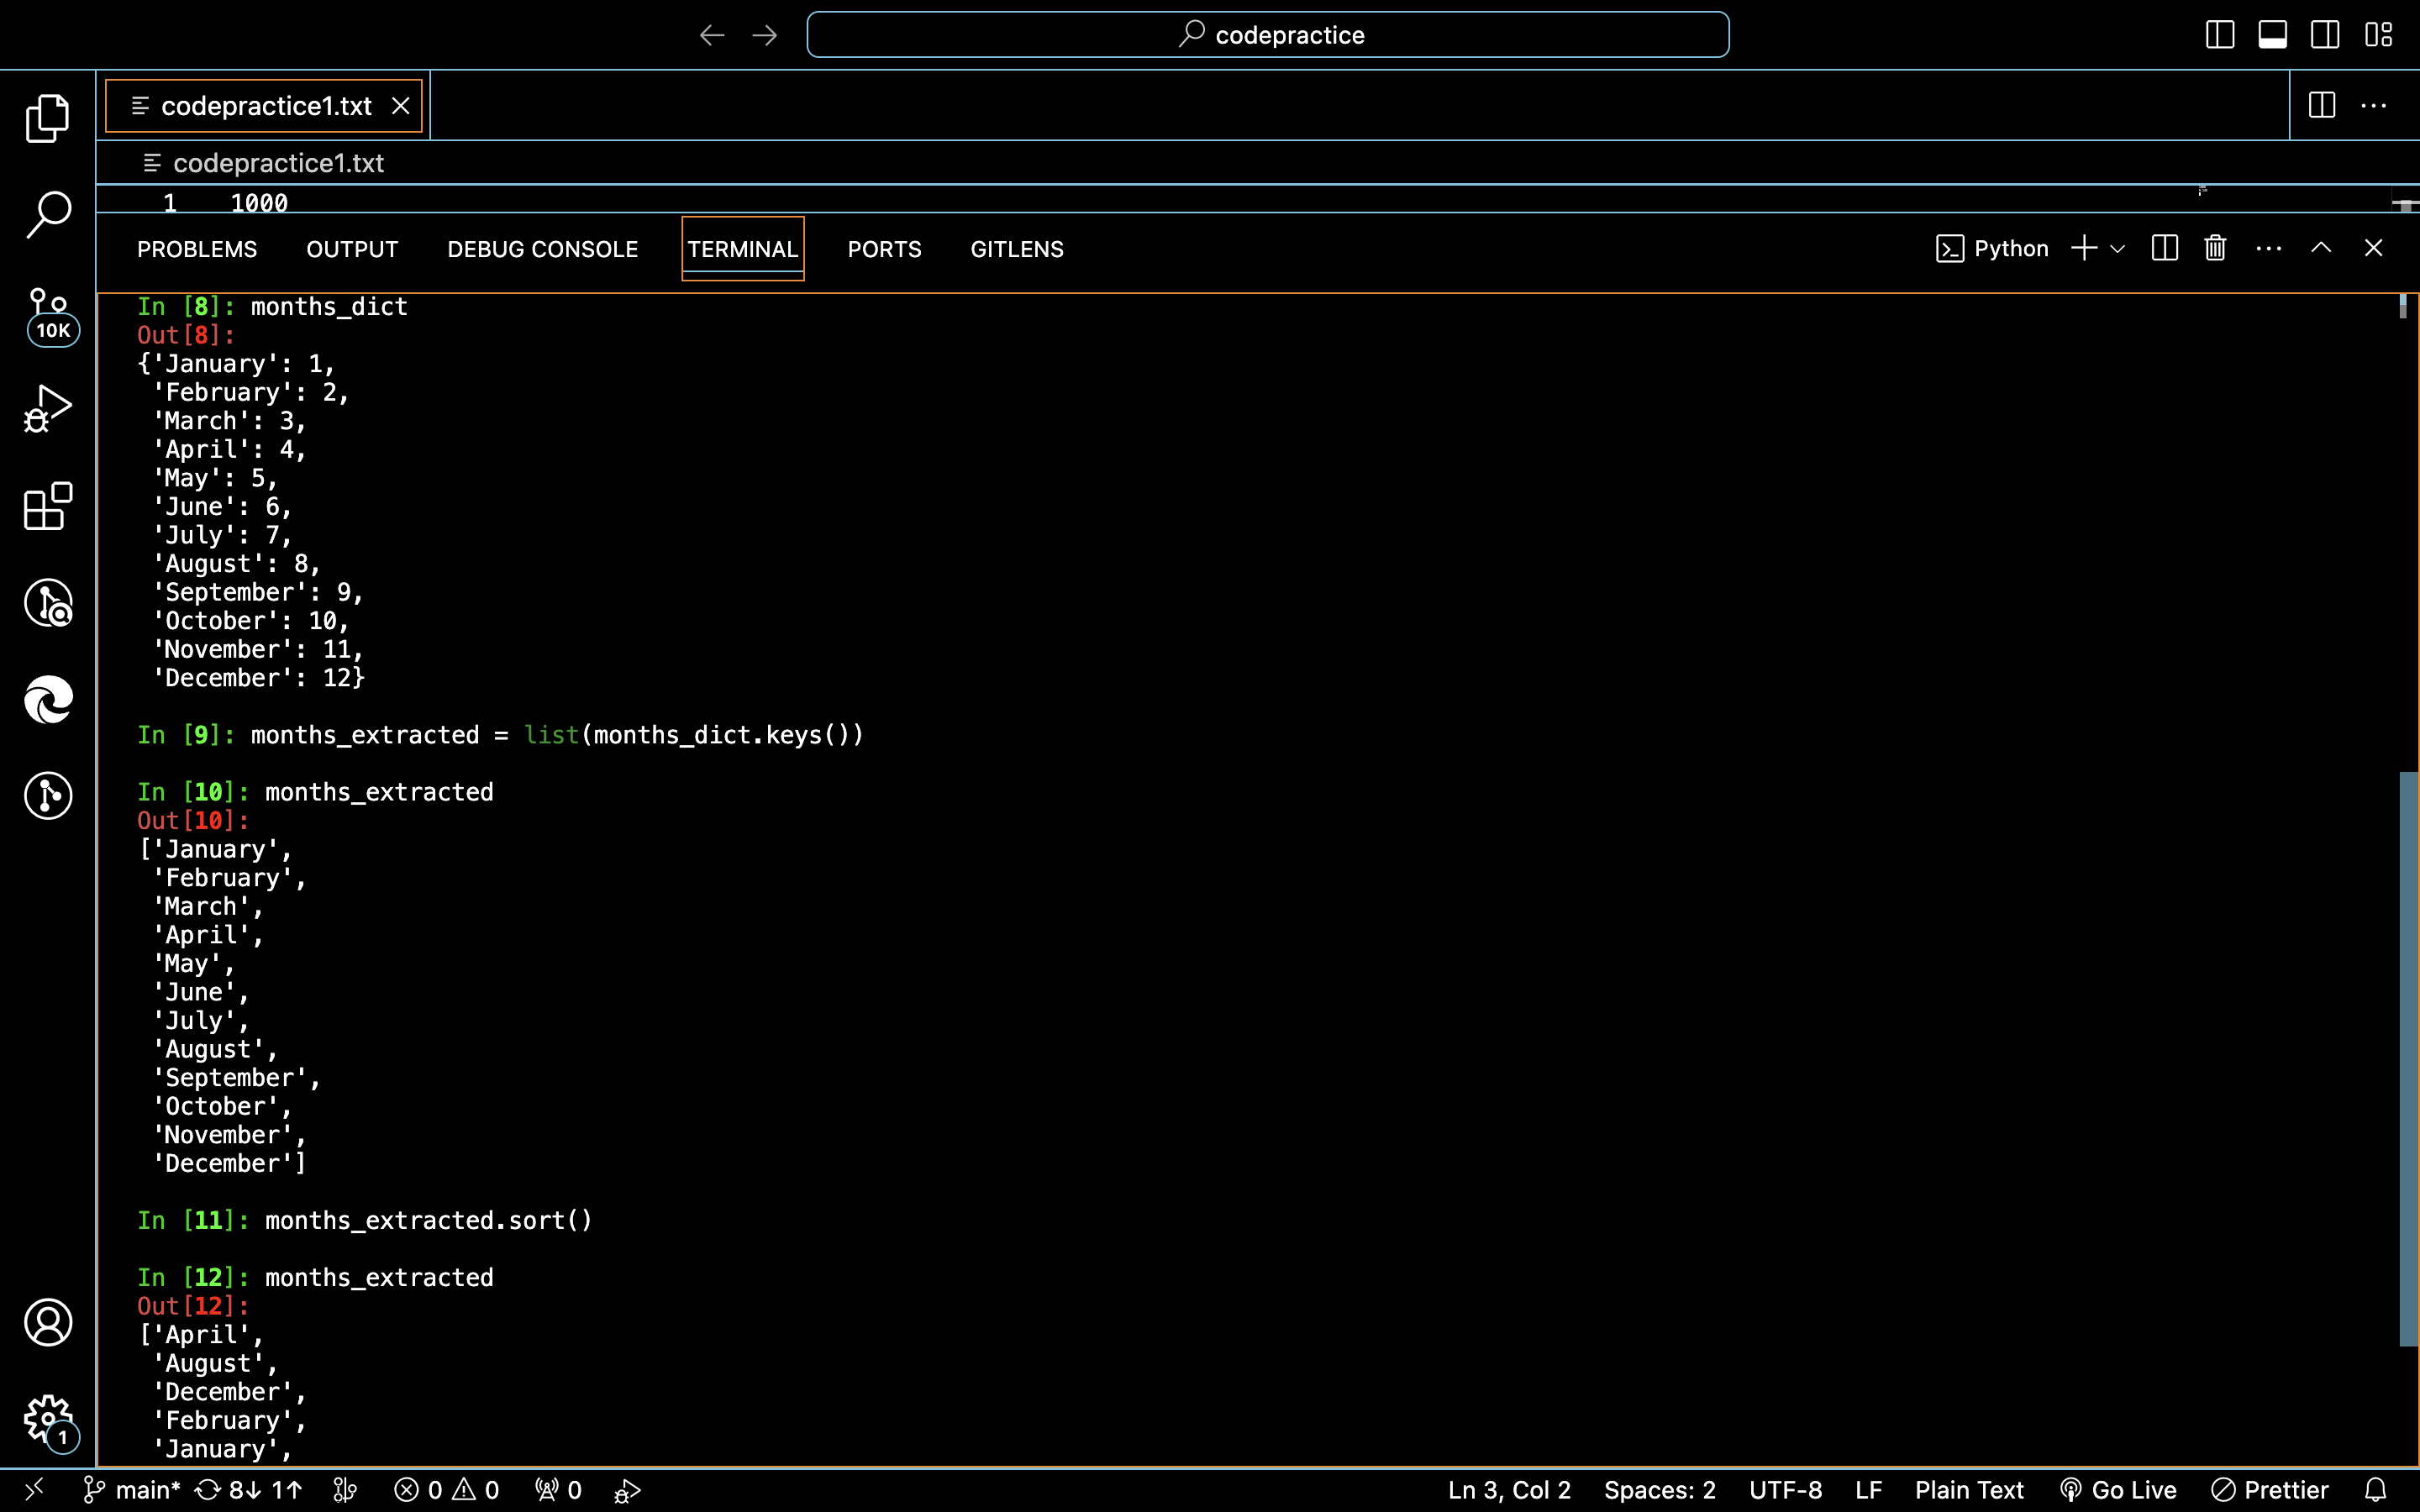 codepractice
codepractice1.txt
codepractice1.txt
1 1000
PROBLEMS OUTPUT DEBUG CONSOLE TERMINAL PORTS GITLENS Python
10K
In [8]: months_dict
Out[8]:
{'January': 1,
 'February': 2,
 'March': 3,
 'April': 4,
 'May': 5,
 'June': 6,
 'July': 7,
 'August': 8,
 'September': 9,
 'October': 10,
 'November': 11,
 'December': 12}
In [9]: months_extracted = list(months_dict.keys())
In [10]: months_extracted
Out[10]:
['January',
 'February',
 'March',
 'April',
 'May',
 'June',
 'July',
 'August',
 'September',
 'October',
 'November',
 'December']
In [11]: months_extracted.sort()
In [12]: months_extracted
Out[12]:
['April',
 'August',
 'December',
 'February',
 'January',
1
main* 8↓ 1↑ 0 0 0 Ln 3, Col 2 Spaces: 2 UTF-8 LF Plain Text Go Live Prettier